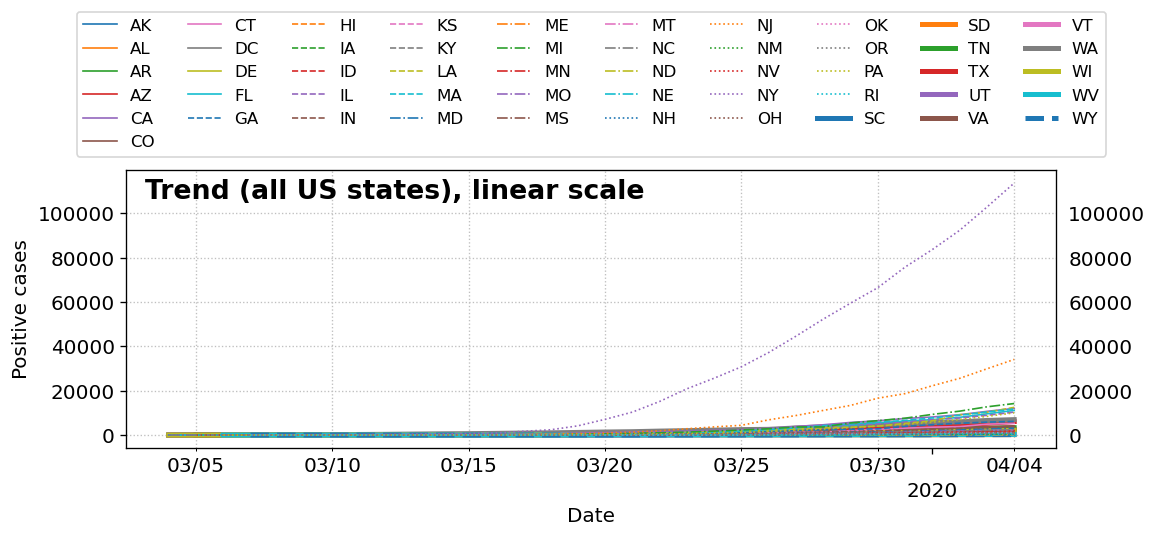 AK CT HI KS ME MT NJ OK SD VT
AL DC IA KY MI NC NM OR TN WA
AR DE ID LA MN ND NV PA TX WI
AZ FL IL MA MO NE NY RI UT WV
CA GA IN MD MS NH OH SC VA WY
CO
Trend (all US states), linear scale
100000 100000
80000 80000
60000 60000
40000 40000
20000 20000
0 0
Positive cases
03/05 03/10 03/15 03/20 03/25 03/30 04/04
2020
Date